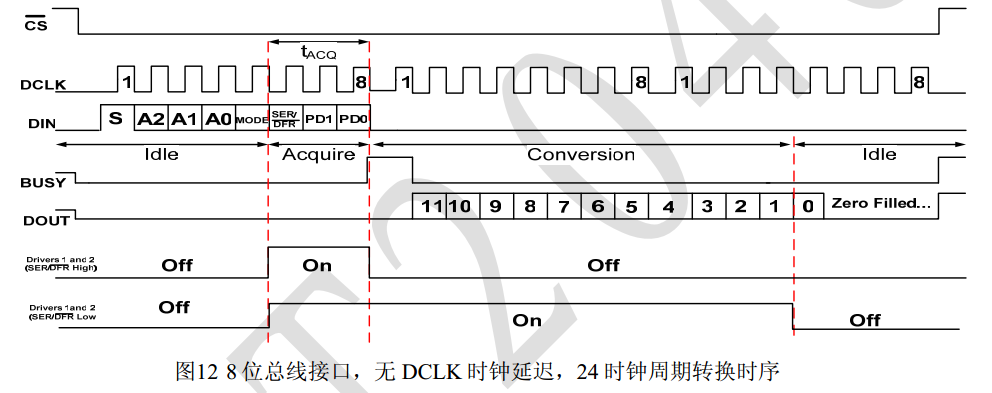 CS
tACQ
DCLK 1 8 1 8 1 8
DIN S A2 A1 A0 MODE SER/DFR PD1 PD0
Idle Acquire Conversion Idle
BUSY
DOUT 11 10 9 8 7 6 5 4 3 2 1 0 Zero Filled...
Drivers 1 and 2
(SER/DFR High) Off On Off
Drivers 1and 2
(SER/DFR Low Off On Off
图12 8 位总线接口，无 DCLK 时钟延迟，24 时钟周期转换时序